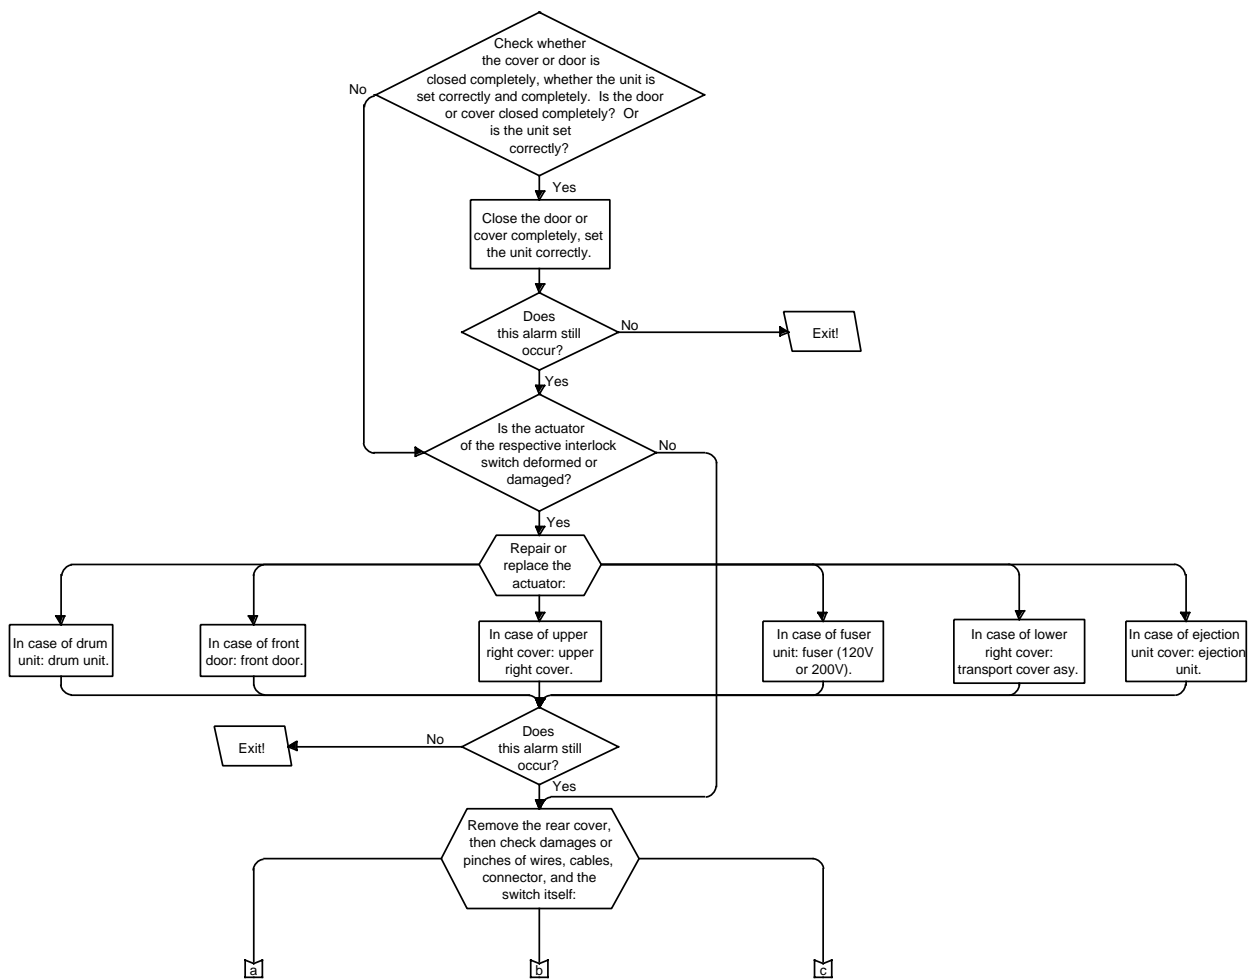 Check whether
the cover or door is
closed completely, whether the unit is
set correctly and completely. Is the door
or cover closed completely? Or
is the unit set
correctly?
No
Yes
Close the door or
cover completely, set
the unit correctly.
Does
this alarm still
occur?
No
Exit!
Yes
Is the actuator
of the respective interlock
switch deformed or
damaged?
No
Yes
Repair or
replace the
actuator:
In case of drum
unit: drum unit.
In case of front
door: front door.
In case of upper
right cover: upper
right cover.
In case of fuser
unit: fuser (120V
or 200V).
In case of lower
right cover:
transport cover asy.
In case of ejection
unit cover: ejection
unit.
Does
this alarm still
occur?
No
Exit!
Yes
Remove the rear cover,
then check damages or
pinches of wires, cables,
connector, and the
switch itself:
a
b
c